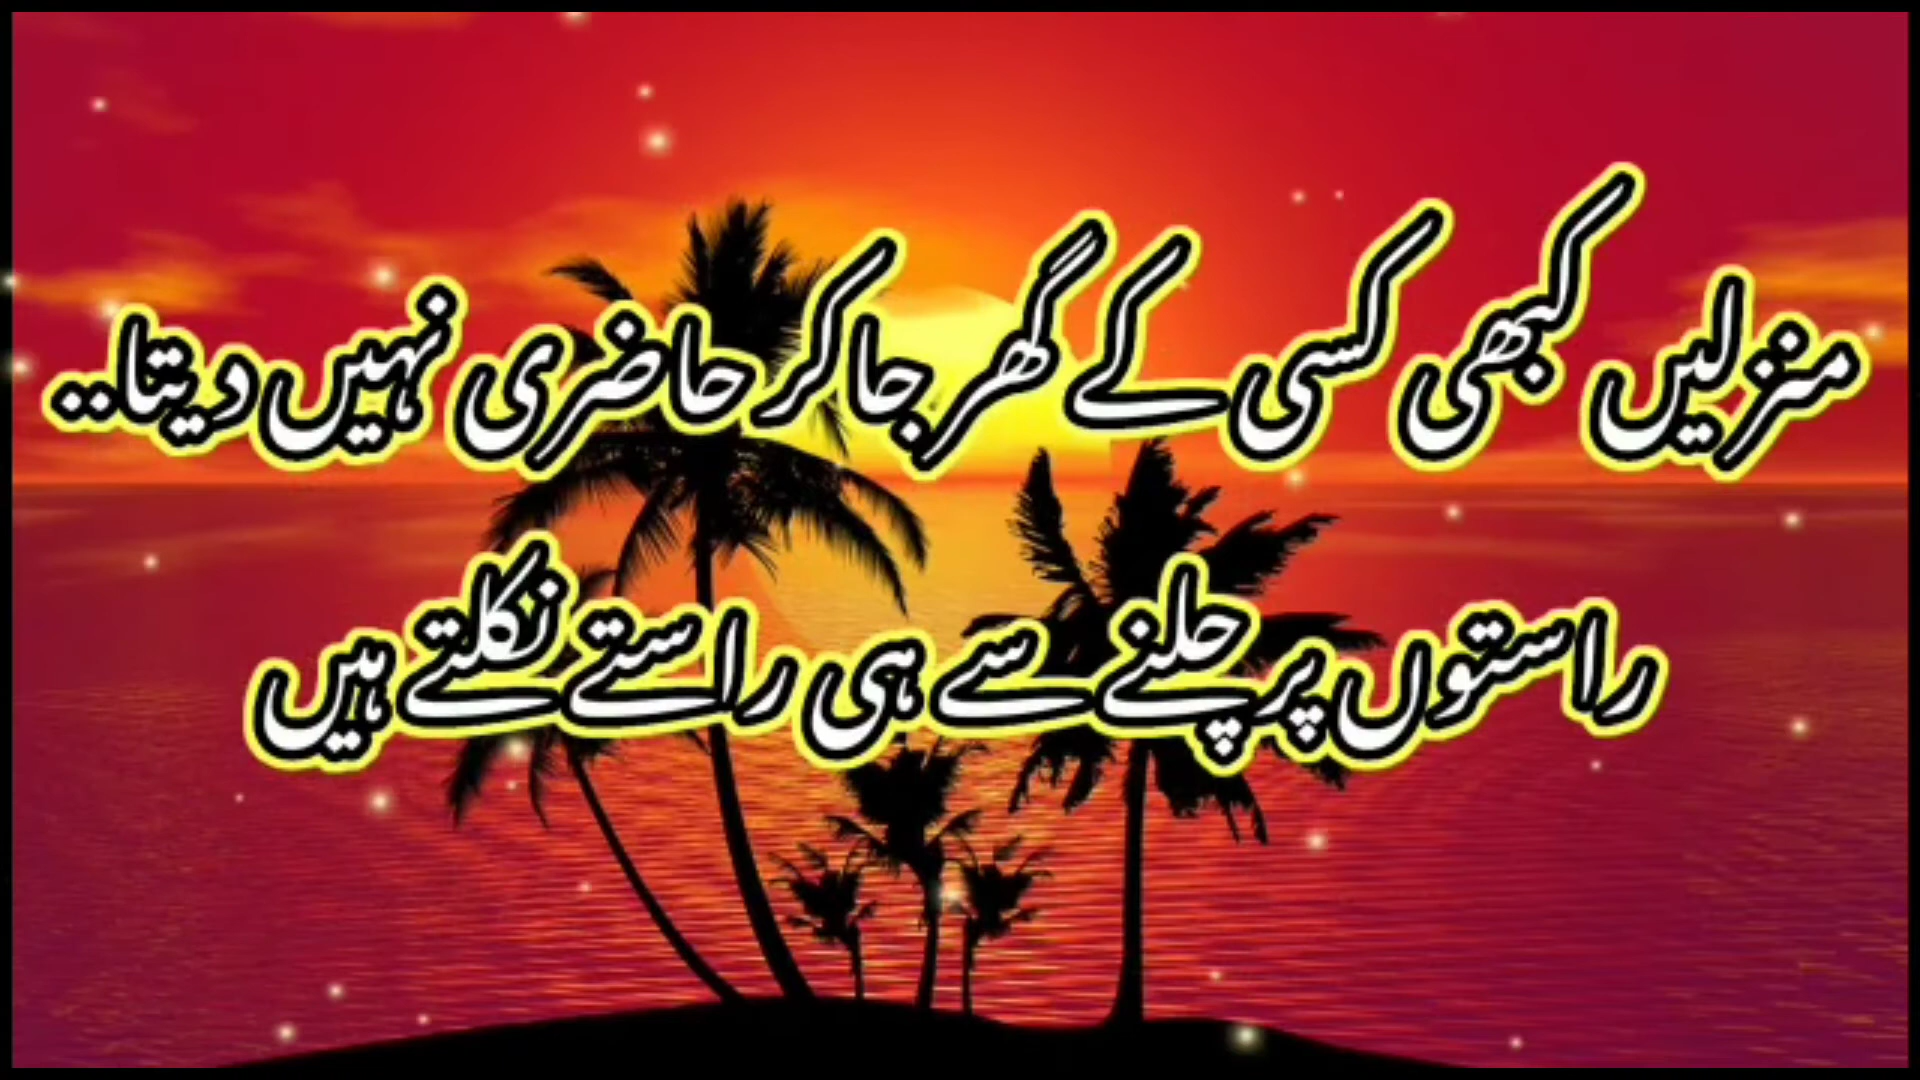 منزلیں کبھی کسی کے گھر جا کر حاضری نہیں دیتا..
راستوں پر چلنے سے ہی راستے نکلتے ہیں